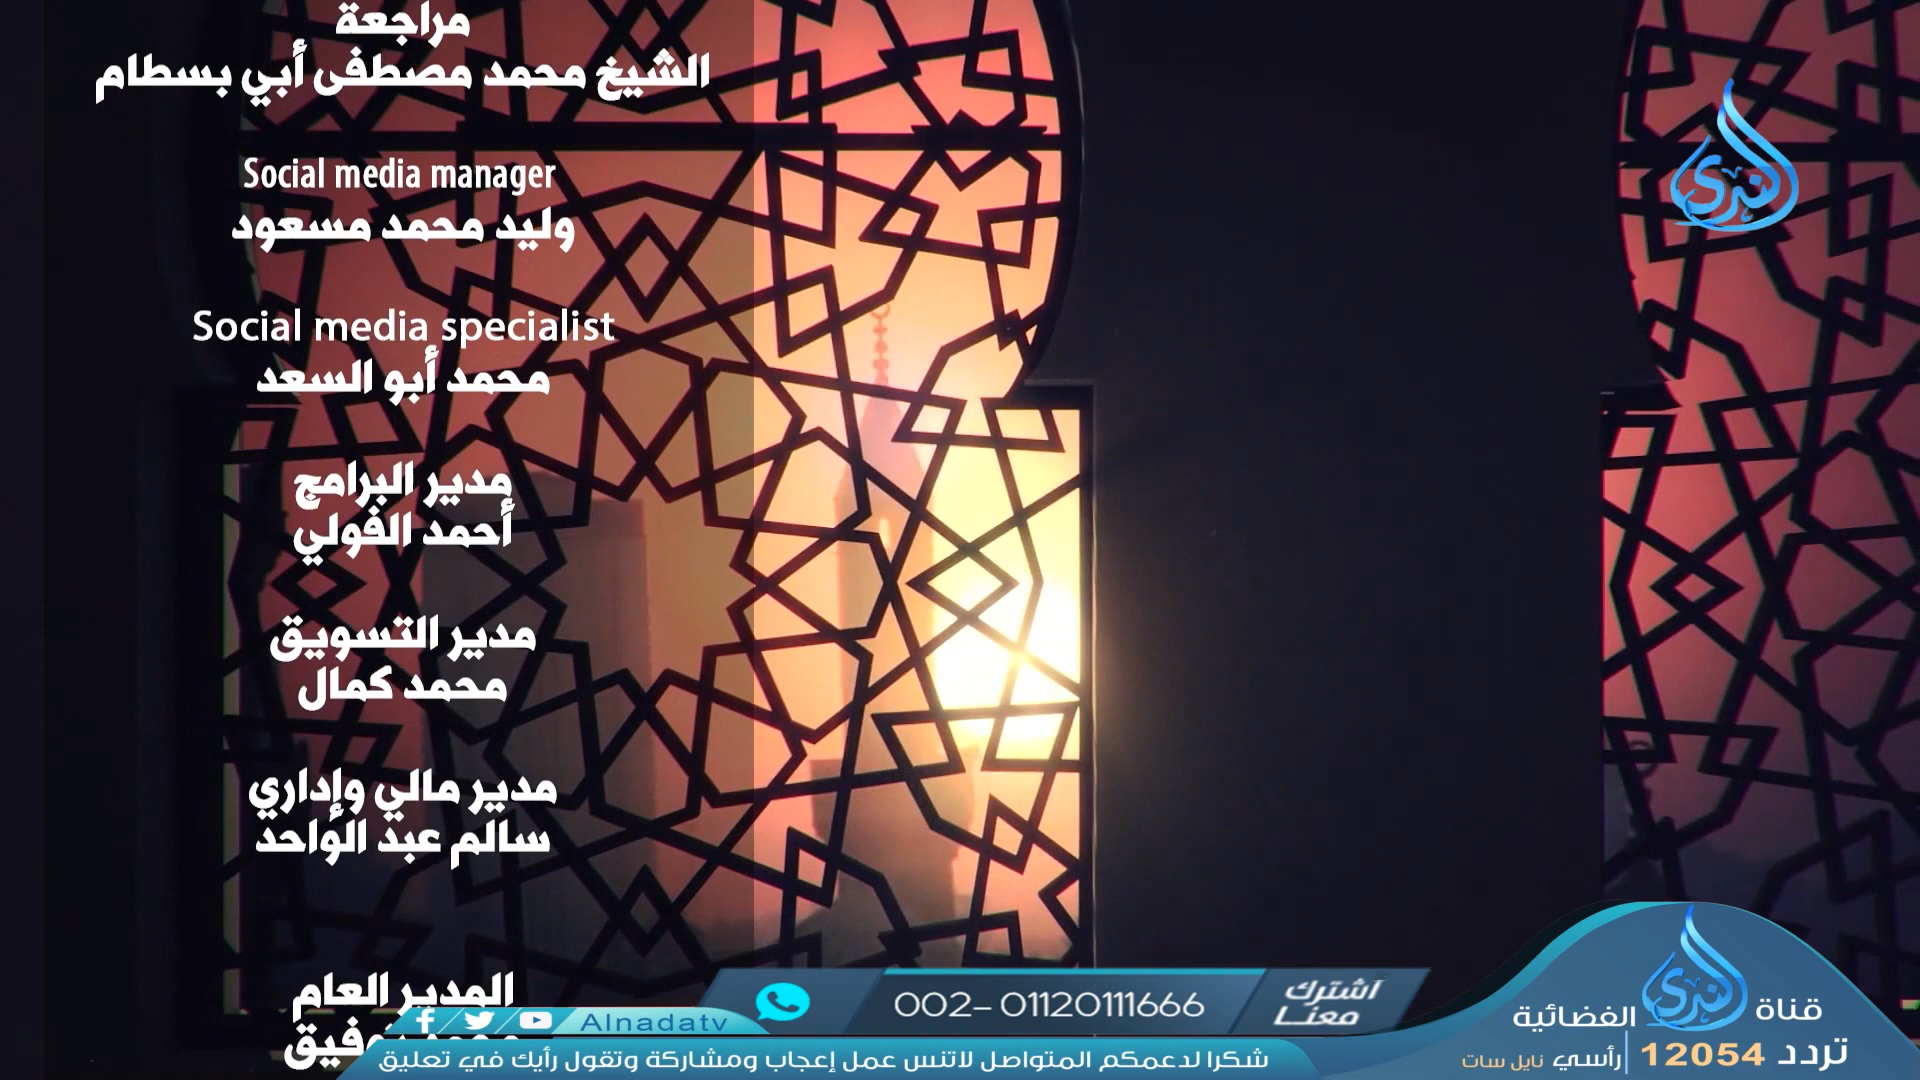 مراجعة
الشيخ محمد مصطفى أبي بسطام
Social media manager
وليد محمد مسعود
Social media specialist
محمد أبو السعد
مدير البرامج
أحمد الفولي
مدير التسويق
محمد كمال
مدير مالي وإداري
سالم عبد الواحد
المدير العام
الندى
اشترك معنا
002-01120111666
Alnadatv
شكرا لدعمكم المتواصل لاتنس عمل إعجاب ومشاركة وتقول رأيك في تعليق
قناة الندى الفضائية
تردد 12054 رأسي نايل سات